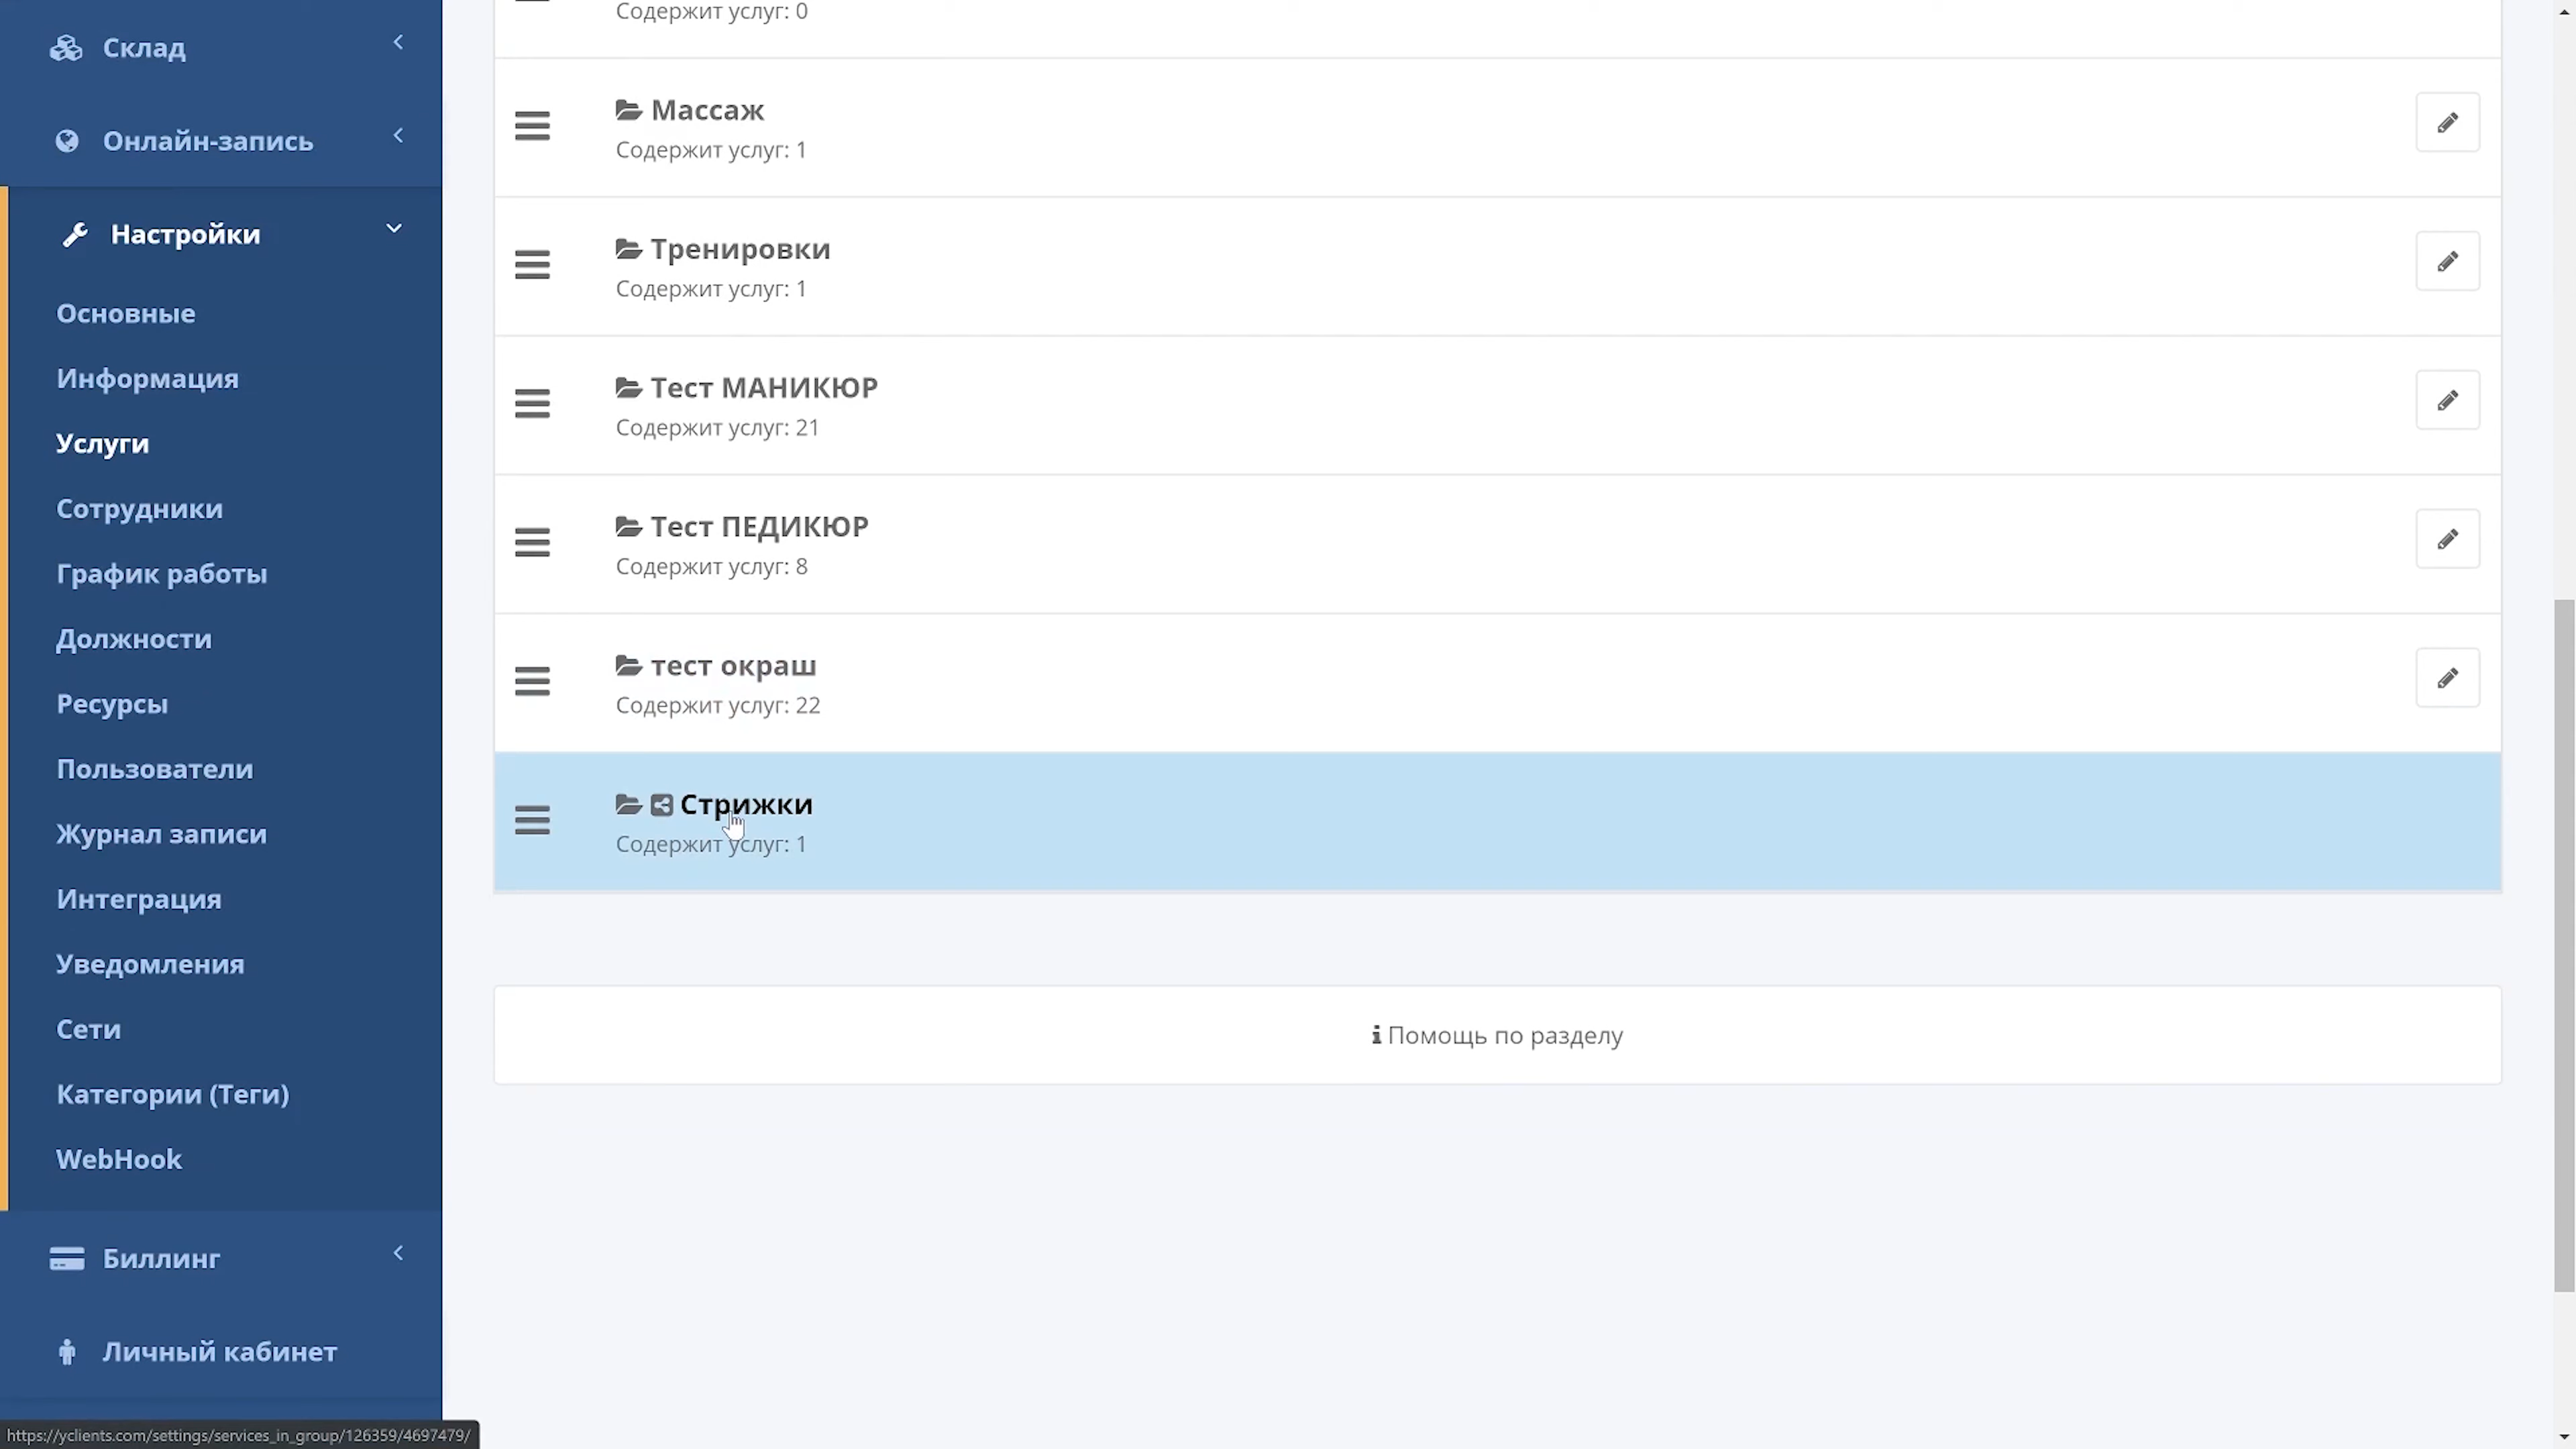 Склад
Онлайн-запись
Настройки
Основные
Информация
Услуги
Сотрудники
График работы
Должности
Ресурсы
Пользователи
Журнал записи
Интеграция
Уведомления
Сети
Категории (Теги)
WebHook
Биллинг
Личный кабинет
Содержит услуг: 0
Массаж
Содержит услуг: 1
Тренировки
Содержит услуг: 1
Тест МАНИКЮР
Содержит услуг: 21
Тест ПЕДИКЮР
Содержит услуг: 8
тест окраш
Содержит услуг: 22
Стрижки
Содержит услуг: 1
Помощь по разделу
https://yclients.com/settings/services_in_group/126359/4697479/